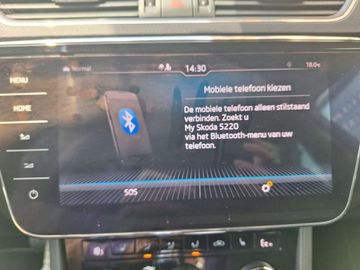 Normal
14:30
18.0°C
MENU
Mobiele telefoon kiezen
De mobiele telefoon alleen stilstaand
verbinden. Zoekt u
My Skoda 5220
via het Bluetooth-menu van uw
telefoon.
HOME
SOS